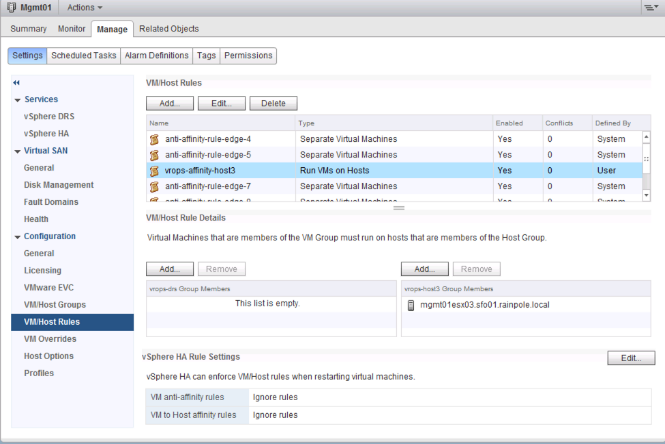 Mgmt01 Actions
Summary Monitor Manage Related Objects
Settings Scheduled Tasks Alarm Definitions Tags Permissions
Services
vSphere DRS
vSphere HA
Virtual SAN
General
Disk Management
Fault Domains
Health
Configuration
General
Licensing
VMware EVC
VM/Host Groups
VM/Host Rules
VM Overrides
Host Options
Profiles
VM/Host Rules
Add... Edit... Delete
Name Type Enabled Conflicts Defined By
anti-affinity-rule-edge-4 Separate Virtual Machines Yes 0 System
anti-affinity-rule-edge-5 Separate Virtual Machines Yes 0 System
vrops-affinity-host3 Run VMs on Hosts Yes 0 User
anti-affinity-rule-edge-7 Separate Virtual Machines Yes 0 System
VM/Host Rule Details
Virtual Machines that are members of the VM Group must run on hosts that are members of the Host Group.
Add... Remove Add... Remove
vrops-drs Group Members vrops-host3 Group Members
This list is empty. mgmt01esx03.sfo01.rainpole.local
vSphere HA Rule Settings Edit...
vSphere HA can enforce VM/Host rules when restarting virtual machines.
VM anti-affinity rules Ignore rules
VM to Host affinity rules Ignore rules